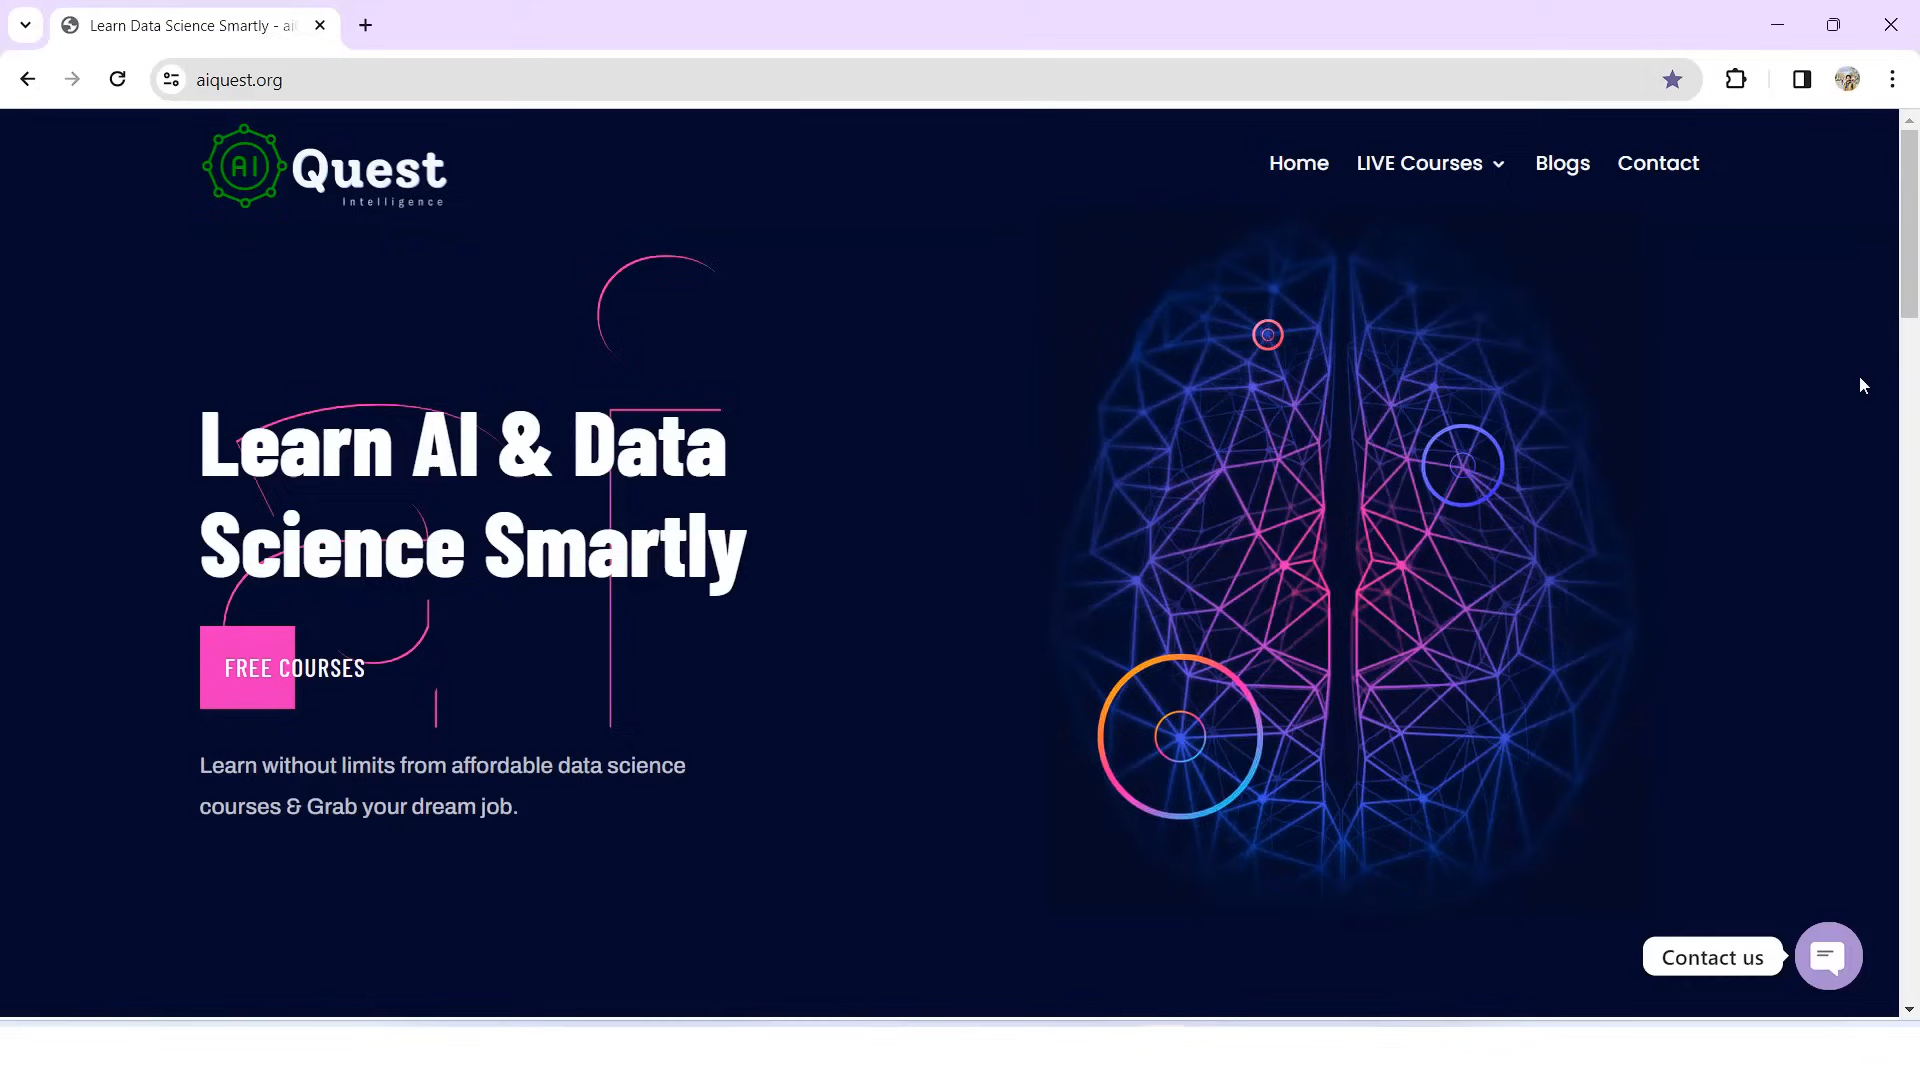 Learn Data Science Smartly - ai
aiquest.org
AI Quest
Intelligence
Home LIVE Courses Blogs Contact
Learn AI & Data
Science Smartly
FREE COURSES
Learn without limits from affordable data science
courses & Grab your dream job.
Contact us